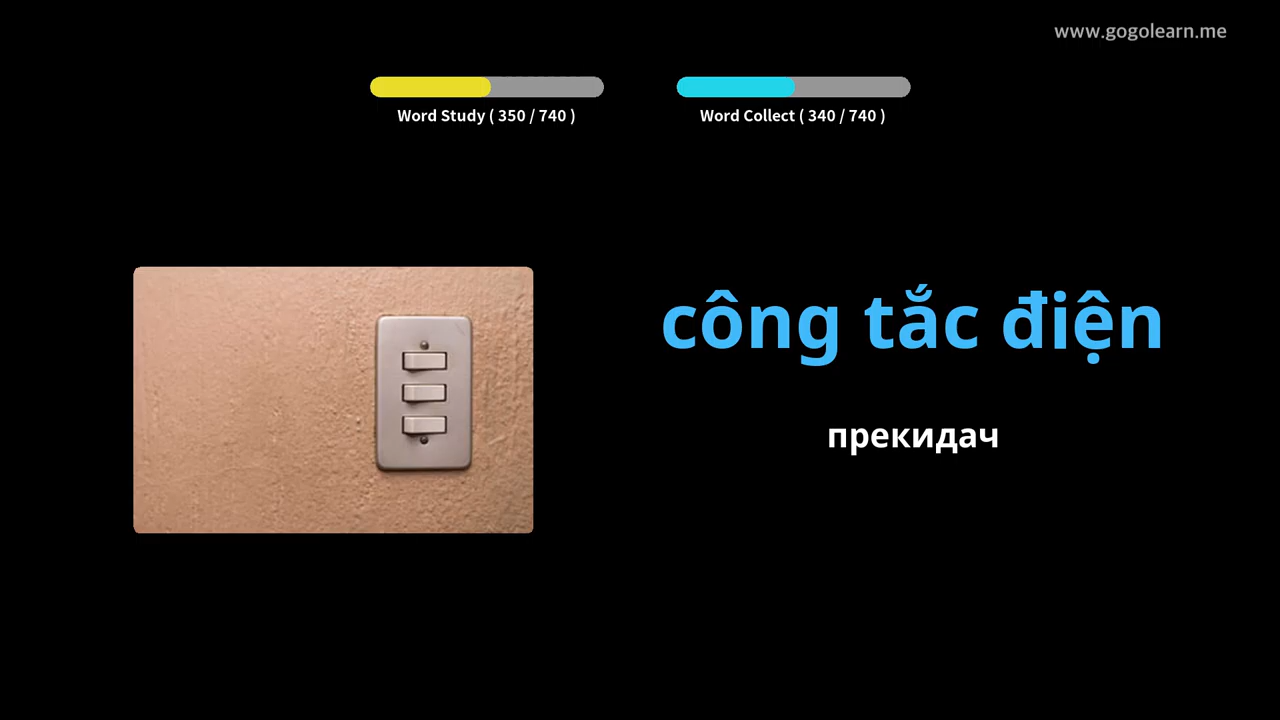 www.gogolearn.me
Word Study ( 350 / 740 )
Word Collect ( 340 / 740 )
công tắc điện
прекидач